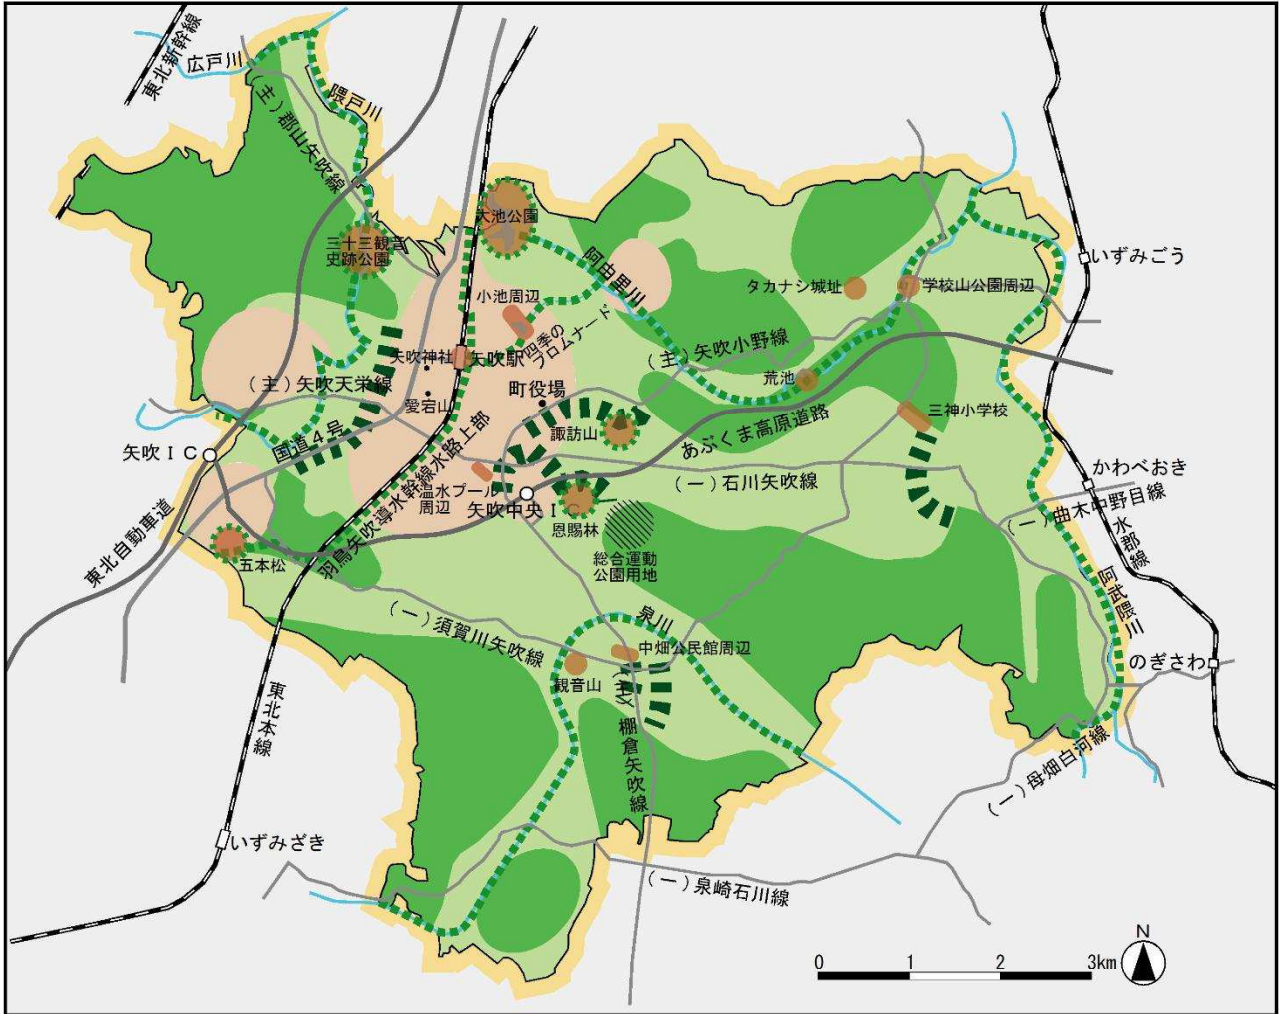 東北新幹線
広戸川
隈戸川
(主)郡山矢吹線
大池公園
三十三観音
史跡公園
阿由里川
いずみごう
タカナシ城址
学校山公園周辺
小池周辺
四季の
プロムナード
(主)矢吹小野線
矢吹神社
矢吹駅
(主)矢吹天栄線
町役場
荒池
愛宕山
三神小学校
諏訪山
あぶくま高原道路
国道4号
矢吹IC
(一)石川矢吹線
かわべおき
温水プール
周辺
矢吹中央IC
(一)曲木中野目線
恩賜林
水郡線
東北自動車道
羽鳥矢吹導水幹線水路上部
総合運動
公園用地
五本松
阿武隈川
(一)須賀川矢吹線
泉川
中畑公民館周辺
のぎさわ
観音山
(主)棚倉矢吹線
東北本線
(一)母畑白河線
いずみざき
(一)泉崎石川線
N
0 1 2 3km